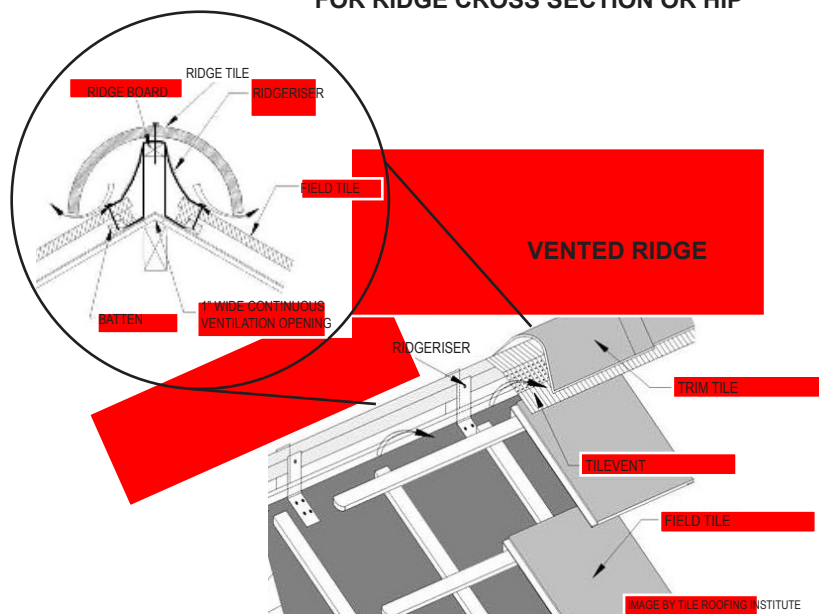 FOR RIDGE CROSS SECTION OR HIP
RIDGE TILE
RIDGE BOARD
RIDGERISER
FIELD TILE
VENTED RIDGE
BATTEN
1" WIDE CONTINUOUS
VENTILATION OPENING
RIDGERISER
TRIM TILE
TILEVENT
FIELD TILE
IMAGE BY TILE ROOFING INSTITUTE